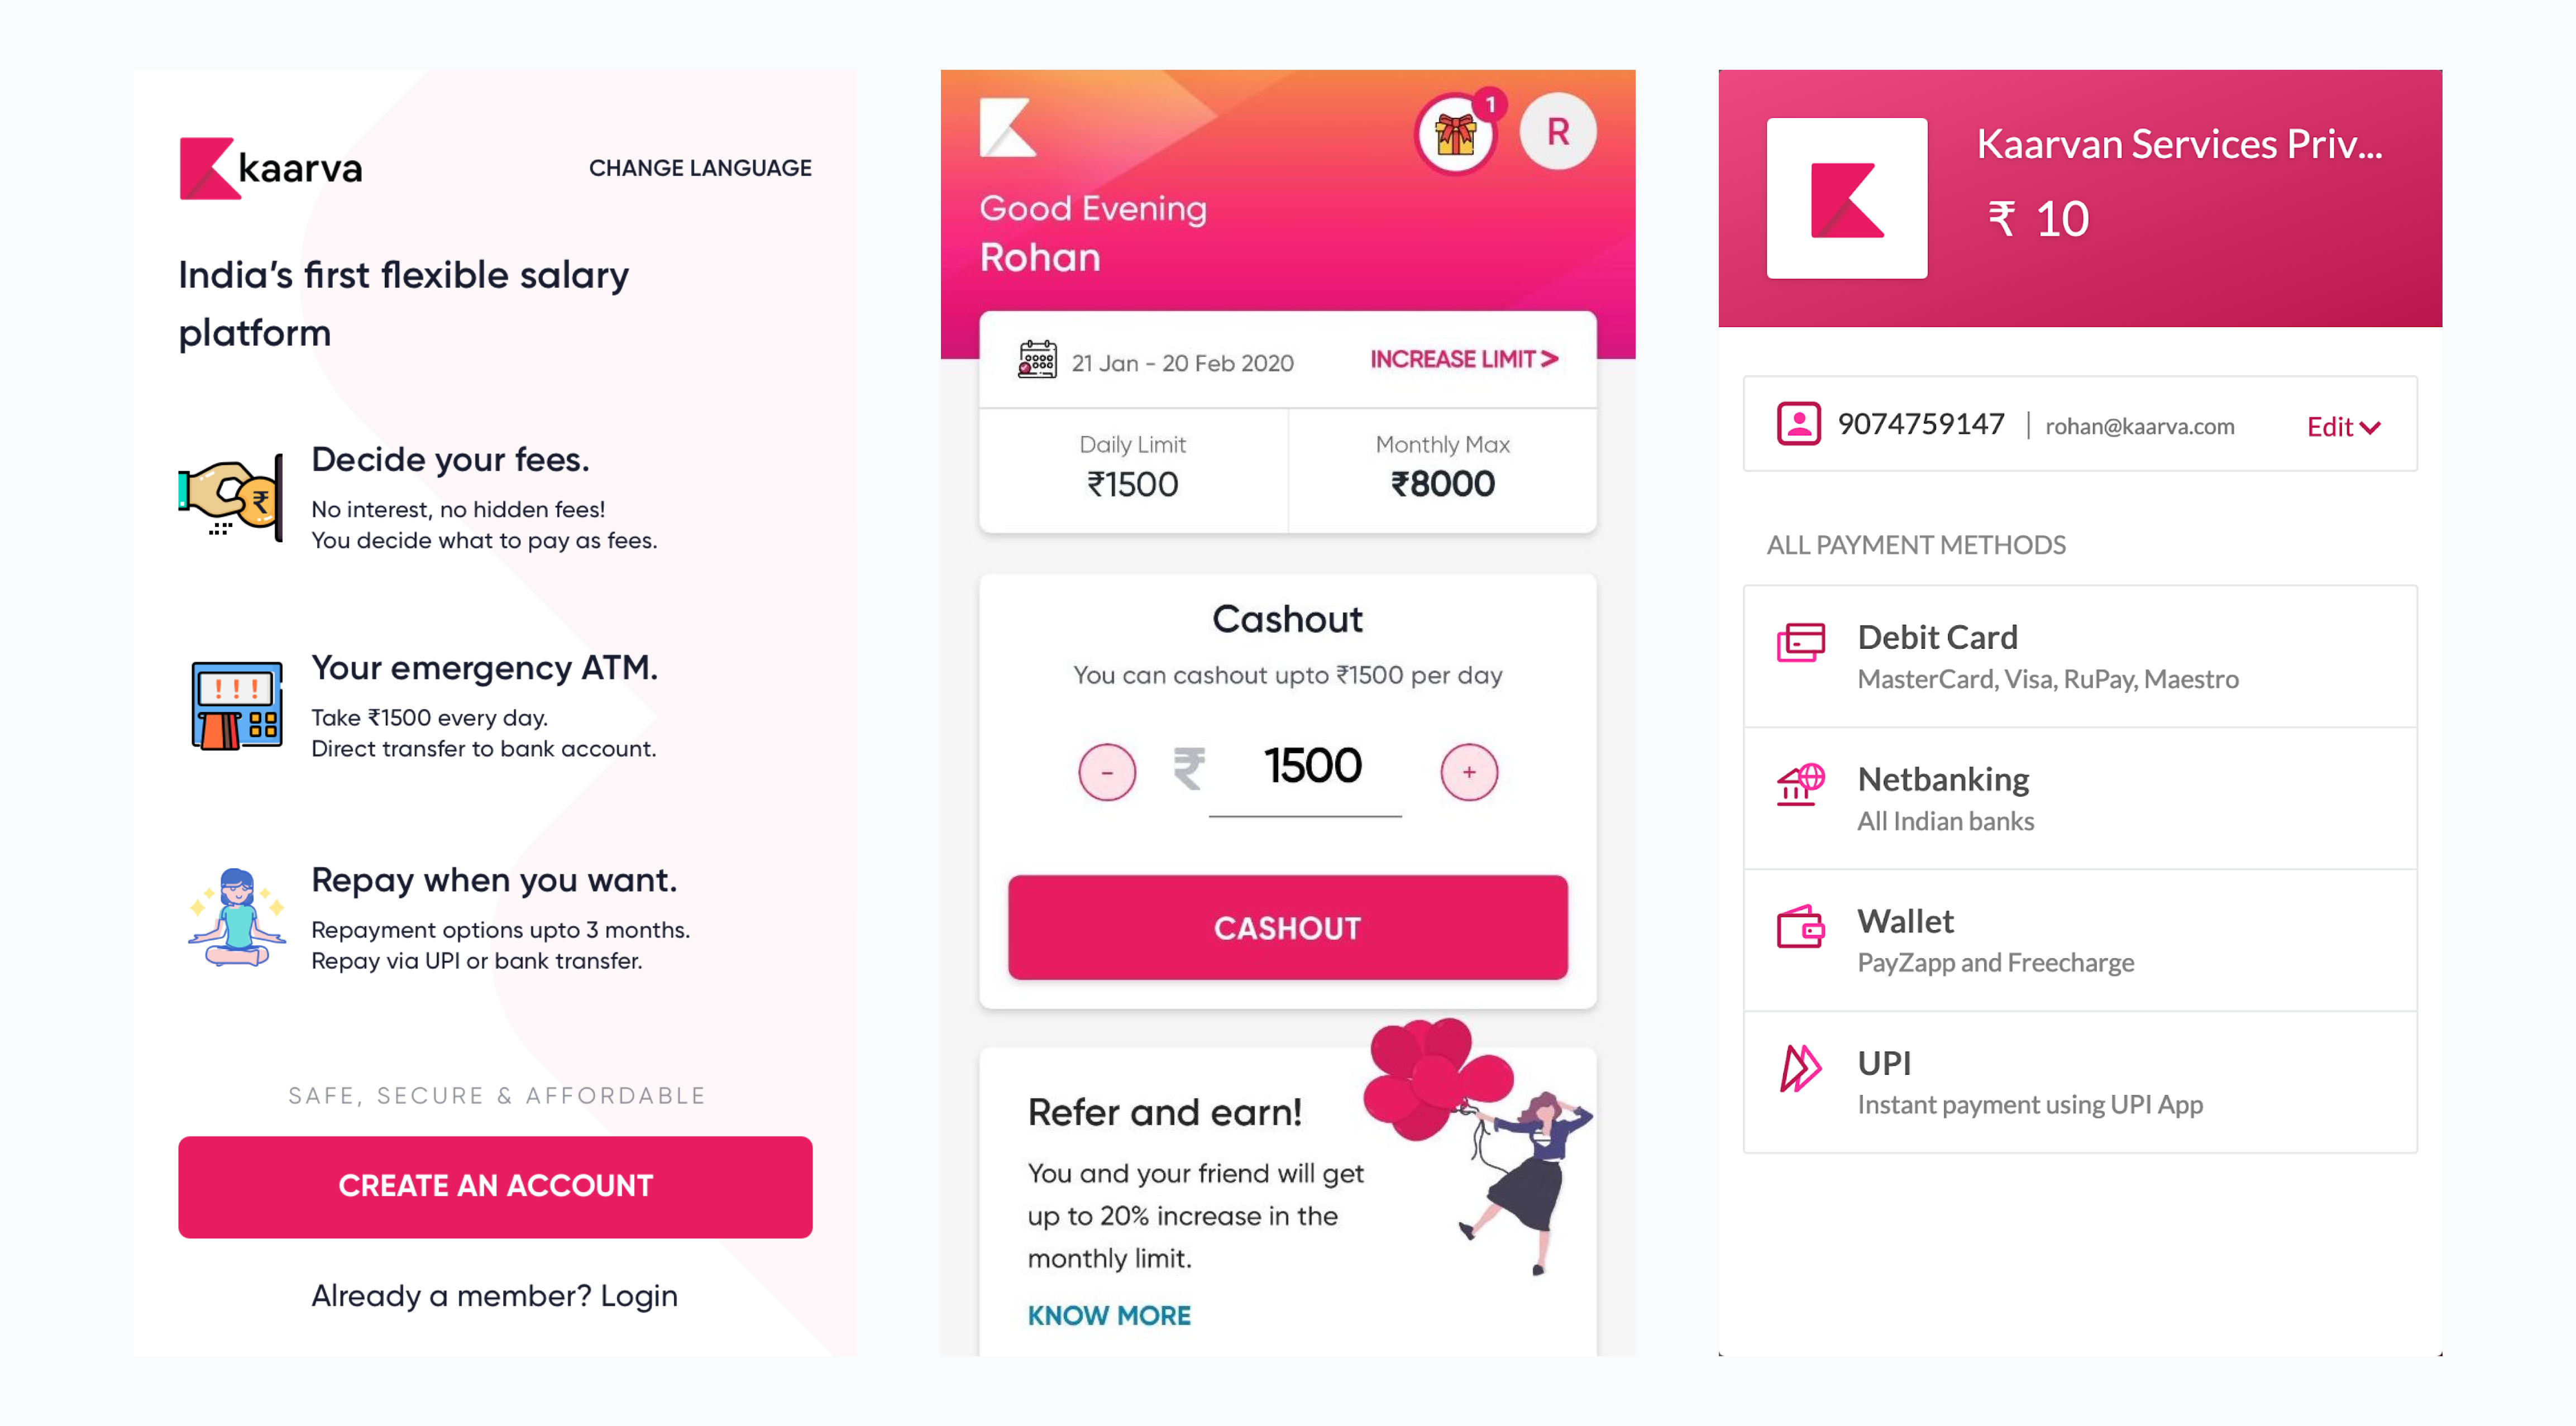 kaarva
CHANGE LANGUAGE
India’s first flexible salary
platform
Decide your fees.
No interest, no hidden fees!
You decide what to pay as fees.
Your emergency ATM.
Take ₹1500 every day.
Direct transfer to bank account.
Repay when you want.
Repayment options upto 3 months.
Repay via UPI or bank transfer.
SAFE, SECURE & AFFORDABLE
CREATE AN ACCOUNT
Already a member? Login
1
R
Good Evening
Rohan
21 Jan - 20 Feb 2020
INCREASE LIMIT >
Daily Limit
₹1500
Monthly Max
₹8000
Cashout
You can cashout upto ₹1500 per day
- ₹ 1500 +
CASHOUT
Refer and earn!
You and your friend will get
up to 20% increase in the
monthly limit.
KNOW MORE
Kaarvan Services Priv...
₹ 10
9074759147 | rohan@kaarva.com
Edit
ALL PAYMENT METHODS
Debit Card
MasterCard, Visa, RuPay, Maestro
Netbanking
All Indian banks
Wallet
PayZapp and Freecharge
UPI
Instant payment using UPI App